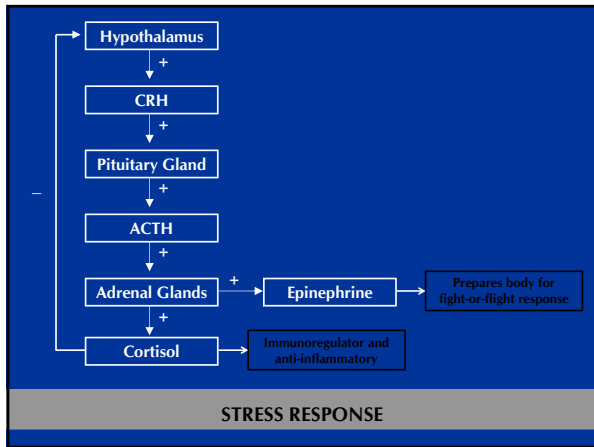 Hypothalamus
+
CRH
+
Pituitary Gland
–
+
ACTH
+
Adrenal Glands
+
Epinephrine
Prepares body for
fight-or-flight response
+
Cortisol
Immunoregulator and
anti-inflammatory
STRESS RESPONSE